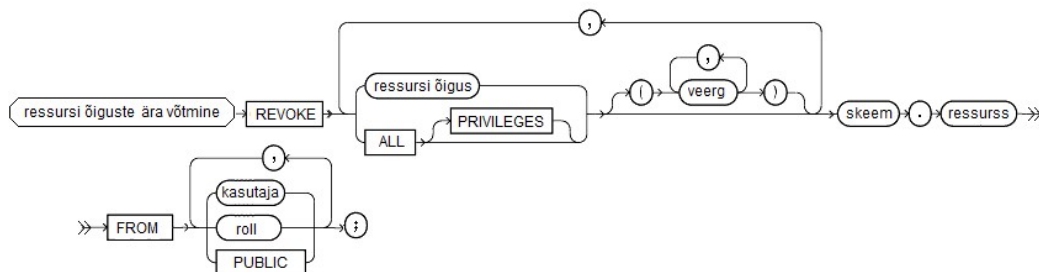 ,
ressursi õigus , 
ressursi õiguste ära võtmine REVOKE ( veerg ) skeem . ressurss
PRIVILEGES
ALL
,
kasutaja
FROM roll ;
PUBLIC